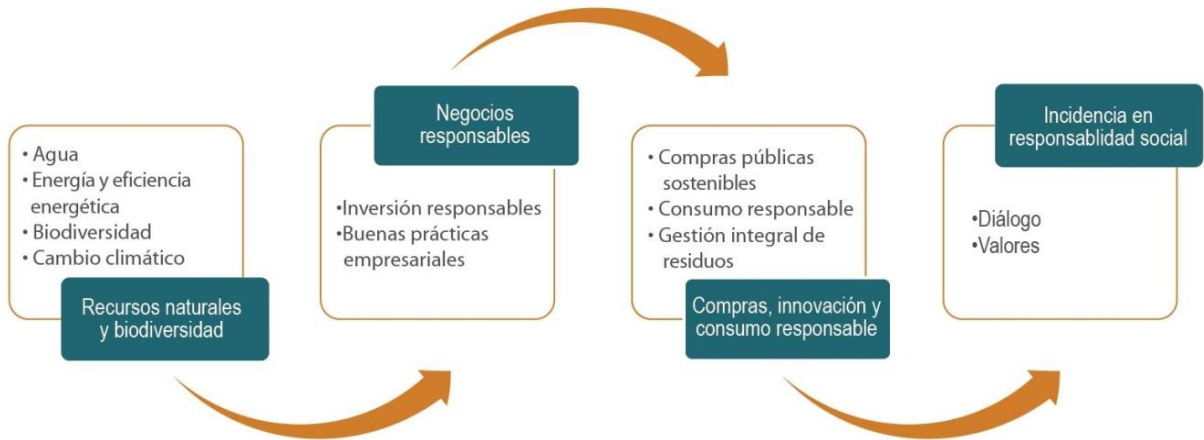 • Agua
• Energía y eficiencia
energética
• Biodiversidad
• Cambio climático
Recursos naturales
y biodiversidad
Negocios
responsables
•Inversión responsables
•Buenas prácticas
empresariales
• Compras públicas
sostenibles
• Consumo responsable
• Gestión integral de
residuos
Compras, innovación y
consumo responsable
Incidencia en
responsablidad social
•Diálogo
•Valores